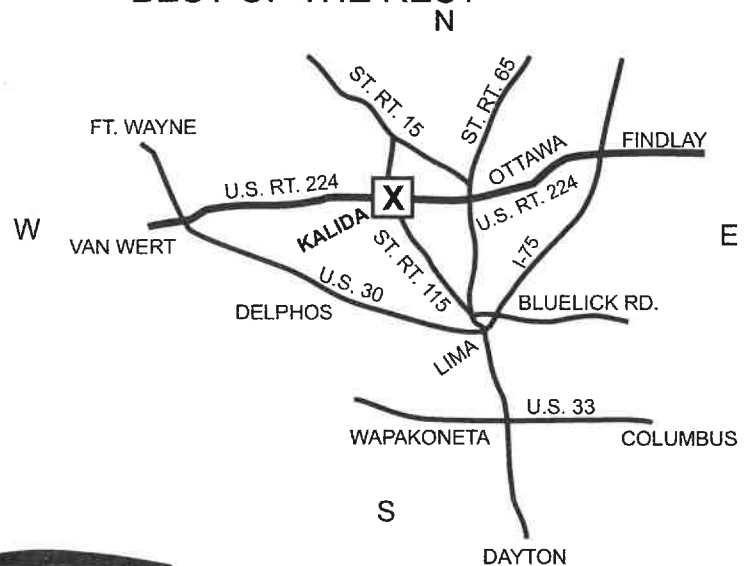 N
ST. RT. 15
ST. RT. 65
FT. WAYNE
OTTAWA
FINDLAY
U.S. RT. 224
X
U.S. RT. 224
W
VAN WERT
KALIDA
ST. RT. 115
I-75
E
U.S. 30
DELPHOS
BLUELICK RD.
LIMA
U.S. 33
WAPAKONETA
COLUMBUS
S
DAYTON